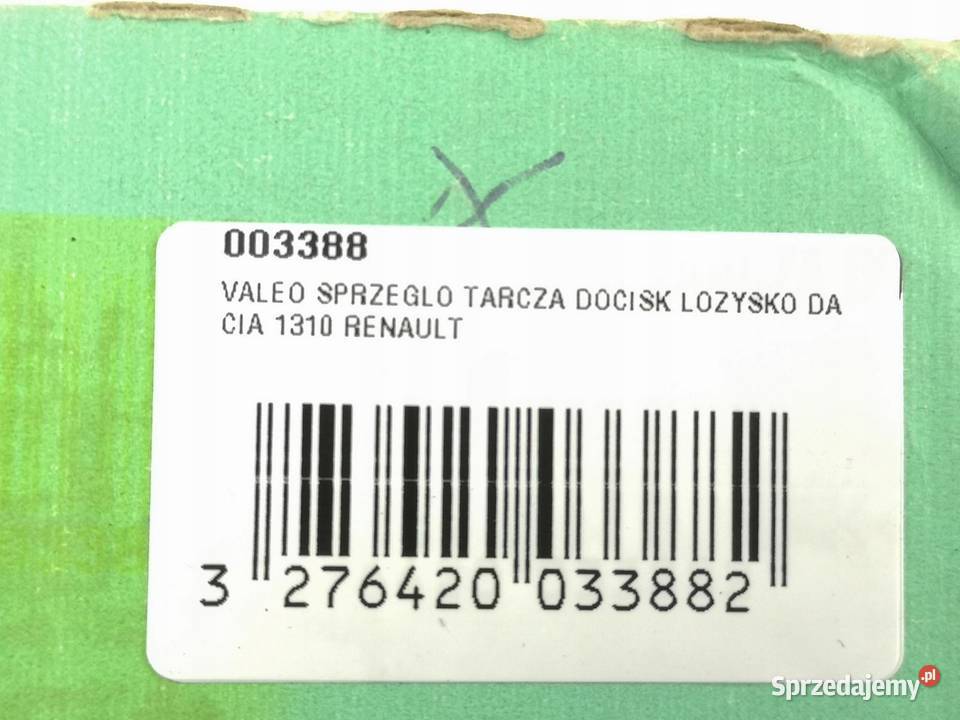 003388
VALEO SPRZEGLO TARCZA DOCISK LOZYSKO DA
CIA 1310 RENAULT
3 276420 033882
Sprzedajemy.pl